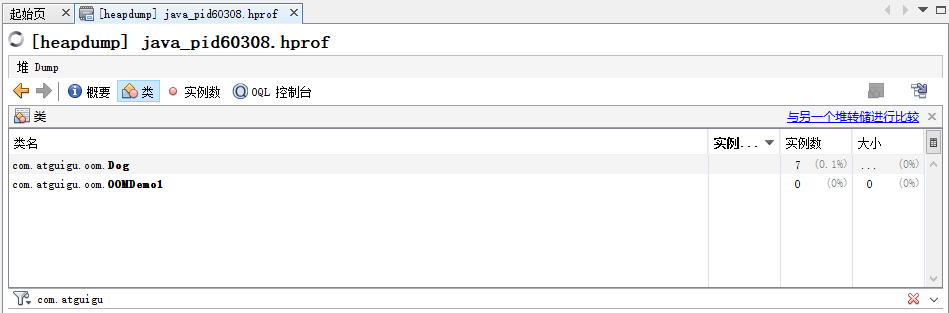 起始页 [heapdump] java_pid60308.hprof
[heapdump] java_pid60308.hprof
堆 Dump
概要 类 实例数 OQL 控制台
类 与另一个堆转储进行比较
类名 实例... 实例数 大小
com.atguigu.oom.Dog 7 (0.1%) ... (0%)
com.atguigu.oom.OOMDemo1 0 (0%) 0 (0%)
com.atguigu